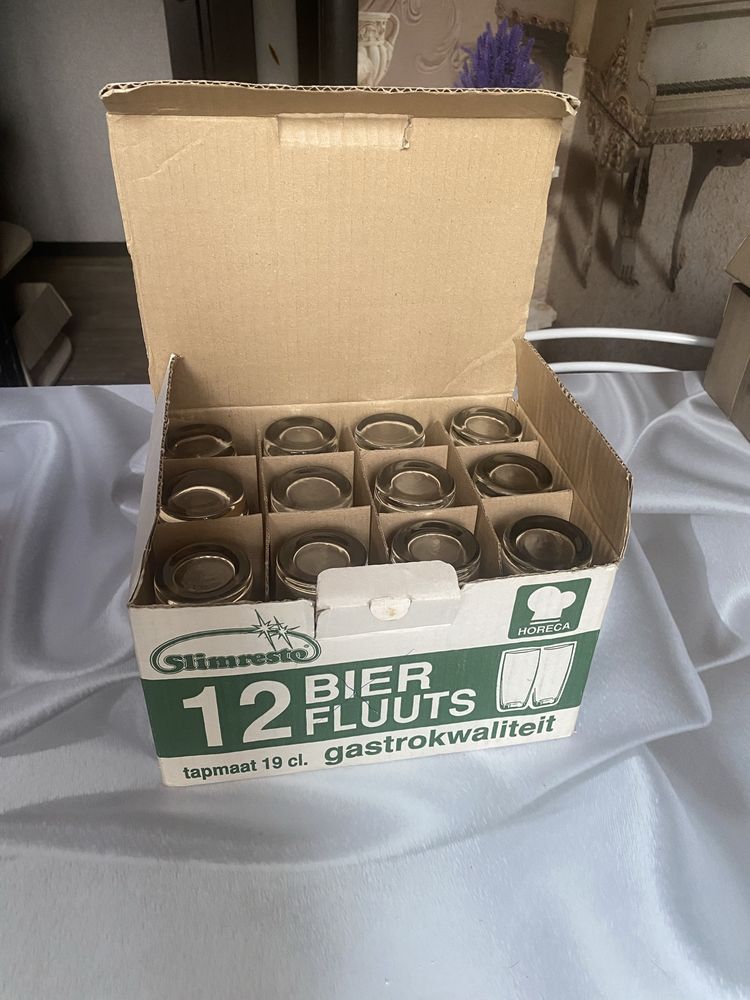 Slimresto
HORECA
12 BIER
FLUUTS
tapmaat 19 cl. gastrokwaliteit